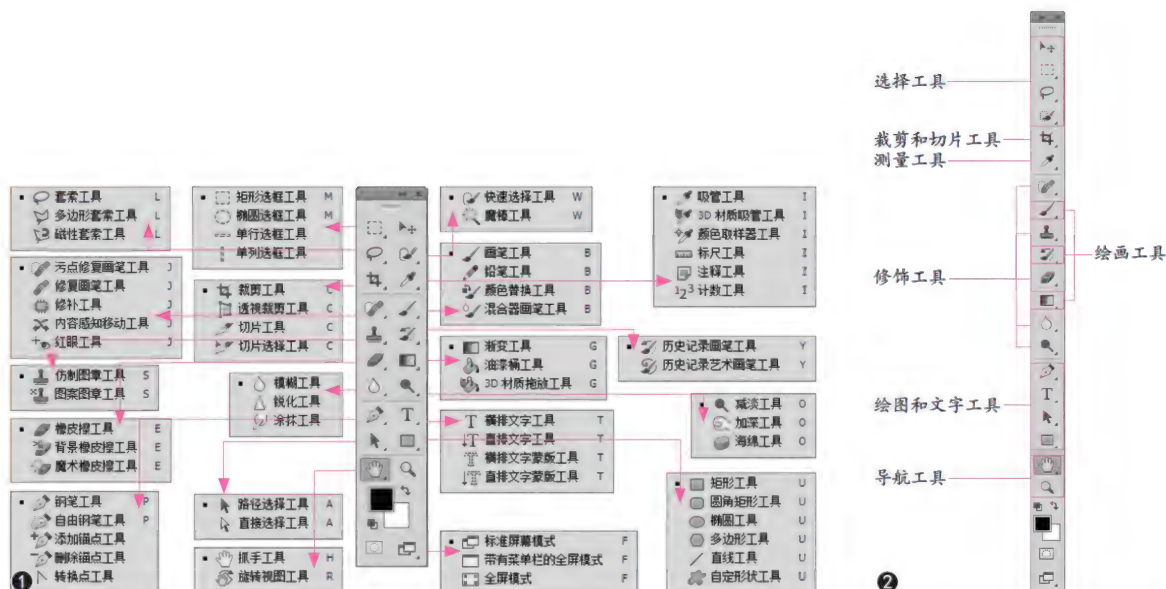 套索工具 L
多边形套索工具 L
磁性套索工具 L
污点修复画笔工具 J
修复画笔工具 J
修补工具 J
内容感知移动工具 J
红眼工具 J
仿制图章工具 S
图案图章工具 S
橡皮擦工具 E
背景橡皮擦工具 E
魔术橡皮擦工具 E
钢笔工具 P
自由钢笔工具 P
添加锚点工具
删除锚点工具
转换点工具
❶
矩形选框工具 M
椭圆选框工具 M
单行选框工具
单列选框工具
裁剪工具 C
透视裁剪工具 C
切片工具 C
切片选择工具 C
模糊工具
锐化工具
涂抹工具
路径选择工具 A
直接选择工具 A
抓手工具 H
旋转视图工具 R
快速选择工具 W
魔棒工具 W
画笔工具 B
铅笔工具 B
颜色替换工具 B
混合器画笔工具 B
渐变工具 G
油漆桶工具 G
3D 材质拖放工具 G
横排文字工具 T
直排文字工具 T
横排文字蒙版工具 T
直排文字蒙版工具 T
标准屏幕模式 F
带有菜单栏的全屏模式 F
全屏模式 F
吸管工具 I
3D 材质吸管工具 I
颜色取样器工具 I
标尺工具 I
注释工具 I
计数工具 I
历史记录画笔工具 Y
历史记录艺术画笔工具 Y
减淡工具 O
加深工具 O
海绵工具 O
矩形工具 U
圆角矩形工具 U
椭圆工具 U
多边形工具 U
直线工具 U
自定形状工具 U
选择工具
裁剪和切片工具
测量工具
修饰工具
绘画工具
绘图和文字工具
导航工具
❷